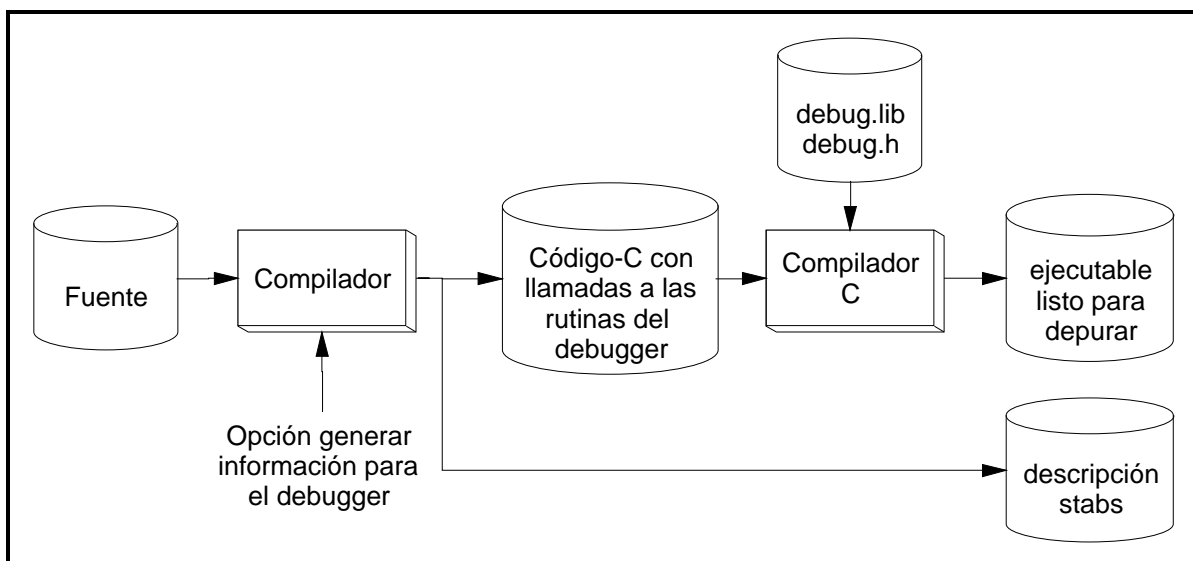 debug.lib
debug.h
Fuente
Compilador
Código-C con
llamadas a las
rutinas del
debugger
Compilador
C
ejecutable
listo para
depurar
Opción generar
información para
el debugger
descripción
stabs